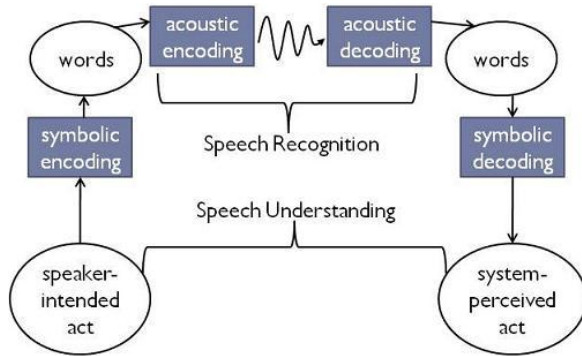 acoustic
encoding
acoustic
decoding
words
words
symbolic
encoding
Speech Recognition
symbolic
decoding
Speech Understanding
speaker-
intended
act
system-
perceived
act